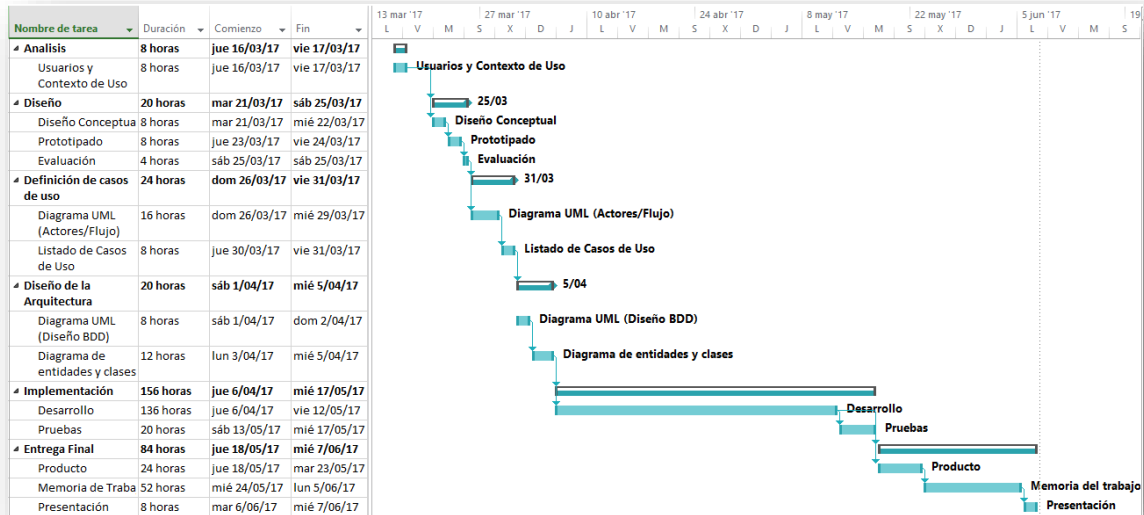 13 mar '17 27 mar '17 10 abr '17 24 abr '17 8 may '17 22 may '17 5 jun '17 19
Nombre de tarea Duración Comienzo Fin L V M S X D J L V M S X D J L V M S X D J L V M S
Analisis 8 horas jue 16/03/17 vie 17/03/17
Usuarios y 8 horas jue 16/03/17 vie 17/03/17 Usuarios y Contexto de Uso
Contexto de Uso
Diseño 20 horas mar 21/03/17 sáb 25/03/17 25/03
Diseño Conceptua 8 horas mar 21/03/17 mié 22/03/17 Diseño Conceptual
Prototipado 8 horas jue 23/03/17 vie 24/03/17 Prototipado
Evaluación 4 horas sáb 25/03/17 sáb 25/03/17 Evaluación
Definición de casos 24 horas dom 26/03/17 vie 31/03/17 31/03
de uso
Diagrama UML 16 horas dom 26/03/17 mié 29/03/17 Diagrama UML (Actores/Flujo)
(Actores/Flujo)
Listado de Casos 8 horas jue 30/03/17 vie 31/03/17 Listado de Casos de Uso
de Uso
Diseño de la 20 horas sáb 1/04/17 mié 5/04/17 5/04
Arquitectura
Diagrama UML 8 horas sáb 1/04/17 dom 2/04/17 Diagrama UML (Diseño BDD)
(Diseño BDD)
Diagrama de 12 horas lun 3/04/17 mié 5/04/17 Diagrama de entidades y clases
entidades y clases
Implementación 156 horas jue 6/04/17 mié 17/05/17
Desarrollo 136 horas jue 6/04/17 vie 12/05/17 Desarrollo
Pruebas 20 horas sáb 13/05/17 mié 17/05/17 Pruebas
Entrega Final 84 horas jue 18/05/17 mié 7/06/17
Producto 24 horas jue 18/05/17 mar 23/05/17 Producto
Memoria de Traba 52 horas mié 24/05/17 lun 5/06/17 Memoria del trabajo
Presentación 8 horas mar 6/06/17 mié 7/06/17 Presentación